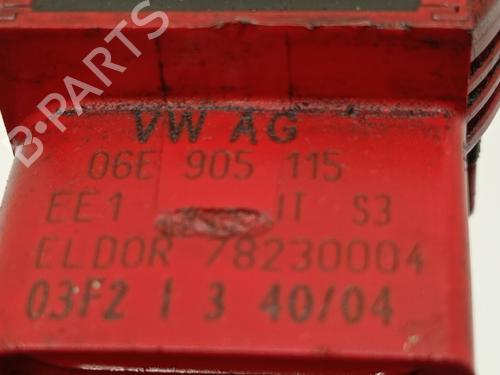 VW AG
06E 905 115
EE1 IT S3
ELDOR 78230004
03F2 1 3 40/04
B-PARTS